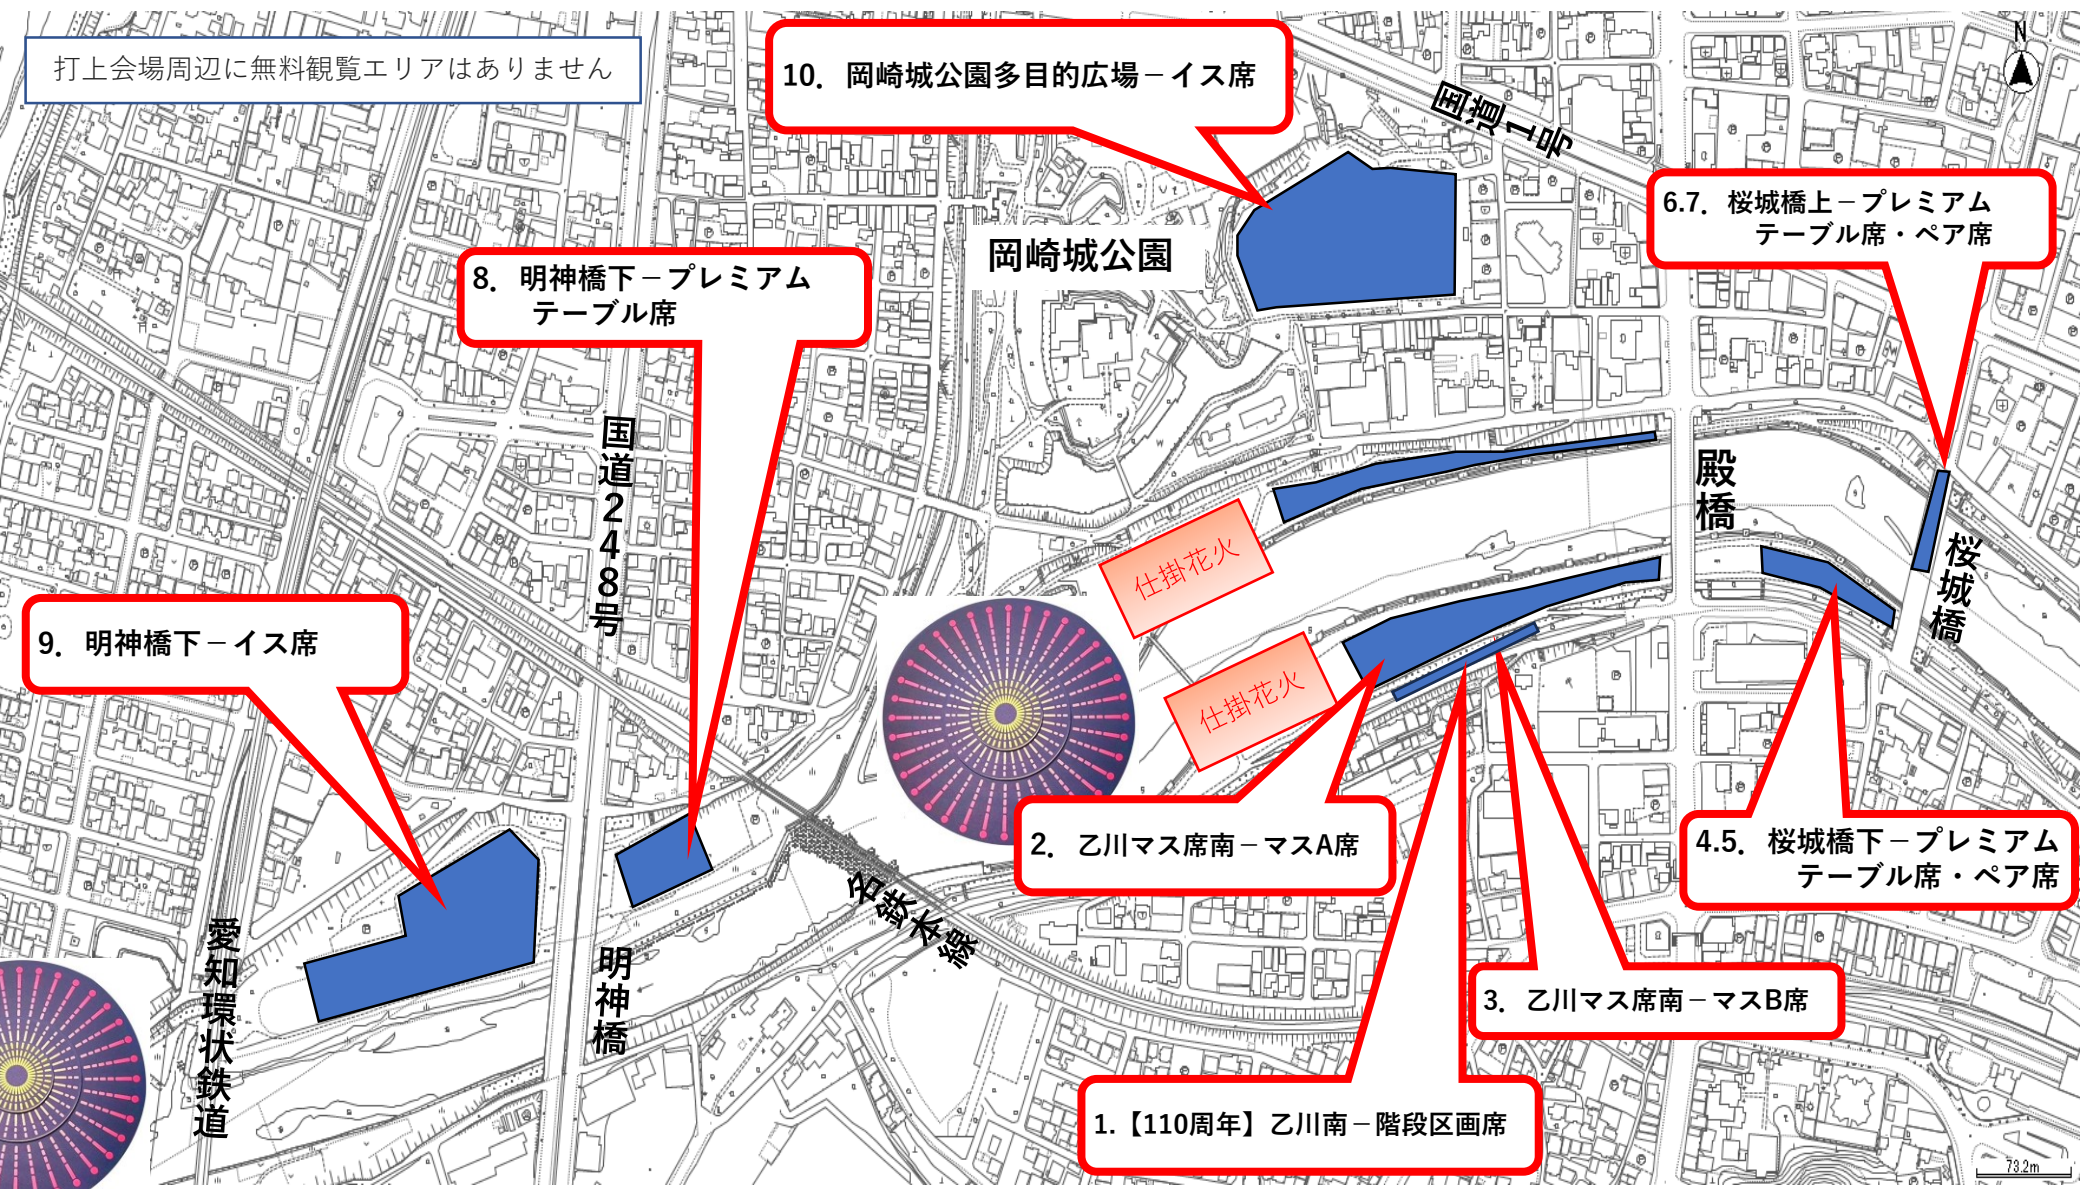 打上会場周辺に無料観覧エリアはありません
10. 岡崎城公園多目的広場－イス席
N
国道1号
6.7. 桜城橋上－プレミアム
テーブル席・ペア席
岡崎城公園
8. 明神橋下－プレミアム
テーブル席
国道248号
殿橋
桜城橋
仕掛花火
仕掛花火
9. 明神橋下－イス席
2. 乙川マス席南－マスA席
4.5. 桜城橋下－プレミアム
テーブル席・ペア席
名鉄本線
愛知環状鉄道
明神橋
3. 乙川マス席南－マスB席
1.【110周年】乙川南－階段区画席
73.2m